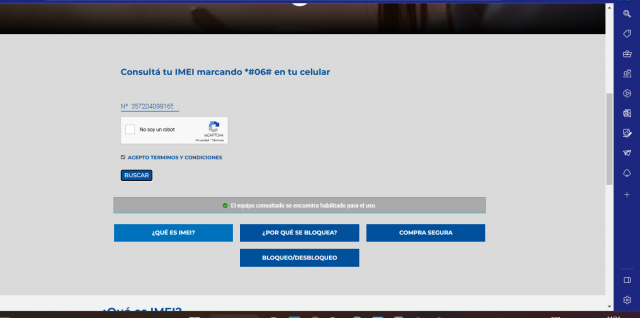 Consultá tu IMEI marcando *#06# en tu celular
N° 35720409916
No soy un robot
reCAPTCHA
Privacidad - Términos
ACEPTO TERMINOS Y CONDICIONES
BUSCAR
El equipo consultado se encuentra habilitado para el uso.
¿QUÉ ES IMEI?
¿POR QUÉ SE BLOQUEA?
COMPRA SEGURA
BLOQUEO/DESBLOQUEO
¿Qué es IMEI?